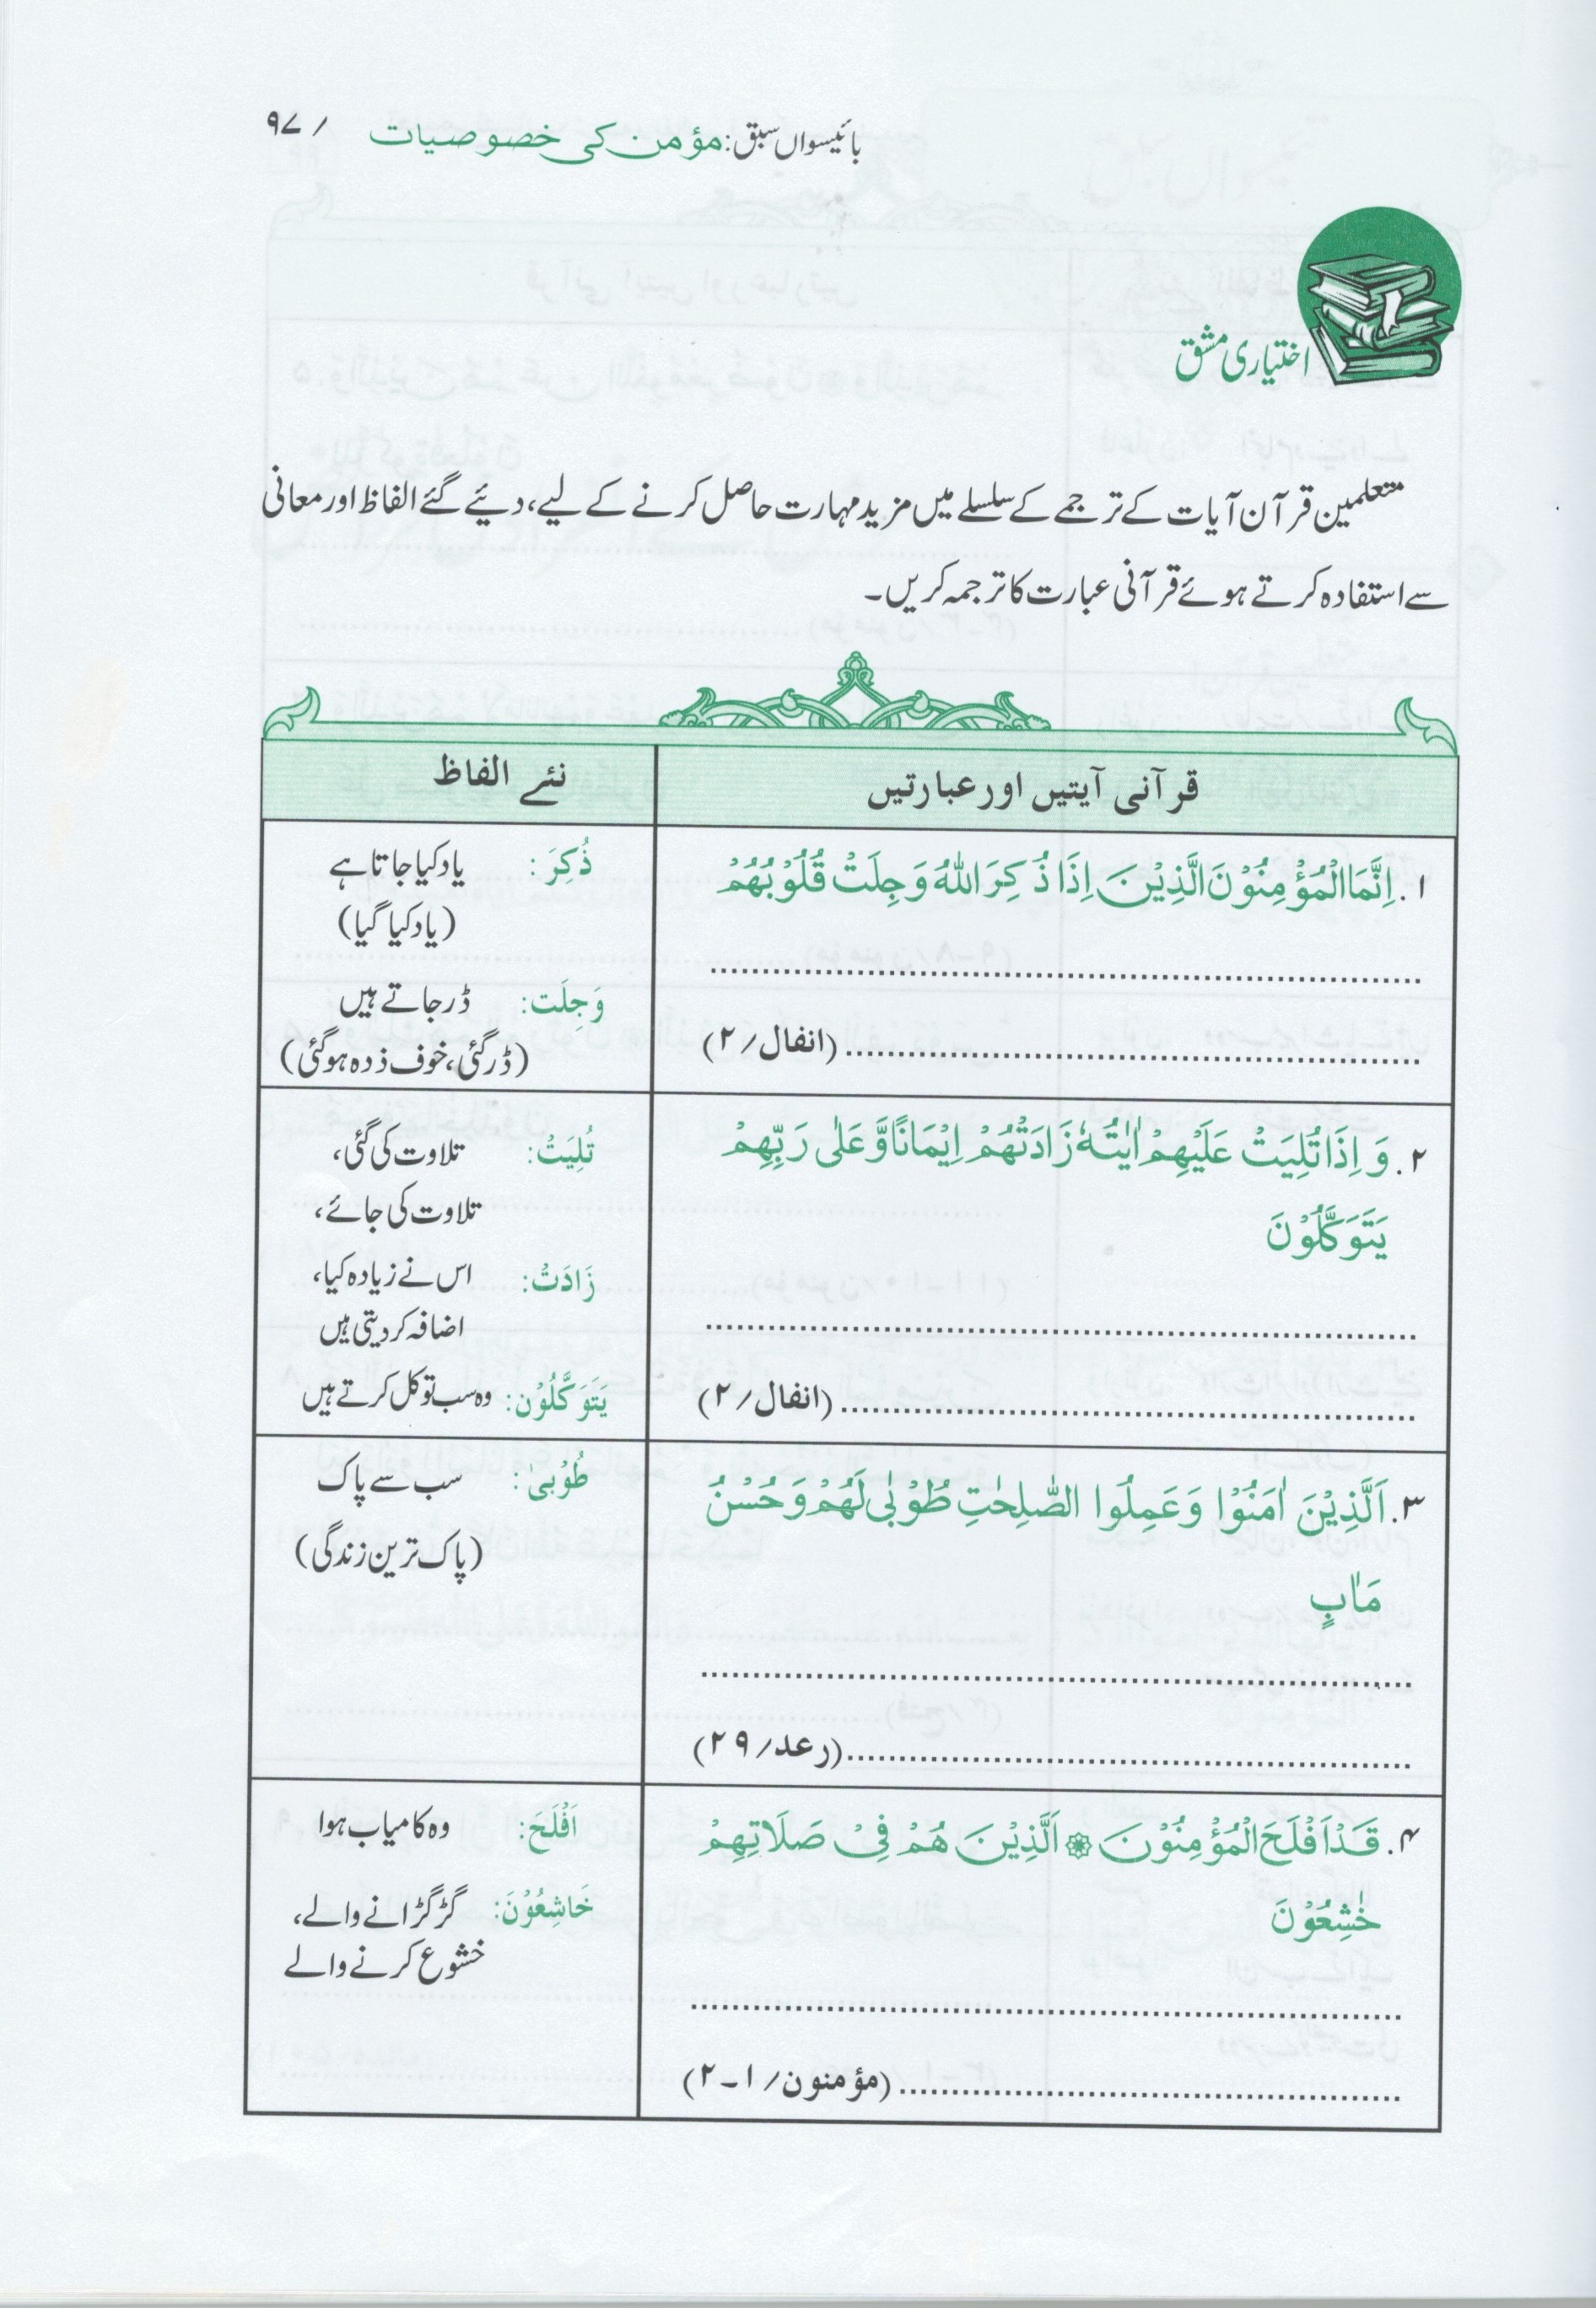 بائیسواں سبق: مؤمن کی خصوصیات / ۹۷
اختیاری مشق
متعلمین قرآن آیات کے ترجمے کے سلسلے میں مزید مہارت حاصل کرنے کے لیے، دیئے گئے الفاظ اور معانی
سے استفادہ کرتے ہوئے قرآنی عبارت کا ترجمہ کریں۔
قرآنی آیتیں اور عبارتیں
نئے الفاظ
۱. اِنَّمَا الْمُؤْمِنُوْنَ الَّذِيْنَ اِذَا ذُكِرَ اللّٰهُ وَجِلَتْ قُلُوْبُهُمْ
........................................
........................................(انفال/۲)
ذُكِرَ: یاد کیا جاتا ہے
(یاد کیا گیا)
وَجِلَت: ڈر جاتے ہیں
(ڈر گئی، خوف زدہ ہو گئی)
۲. وَ اِذَا تُلِيَتْ عَلَيْهِمْ اٰيٰتُهٗ زَادَتْهُمْ اِيْمَانًا وَّعَلٰى رَبِّهِمْ
يَتَوَكَّلُوْنَ
........................................
........................................(انفال/۲)
تُلِيَتْ: تلاوت کی گئی،
تلاوت کی جائے،
زَادَتْ: اس نے زیادہ کیا،
اضافہ کر دیتی ہیں
يَتَوَكَّلُوْن: وہ سب توکل کرتے ہیں
۳. اَلَّذِيْنَ اٰمَنُوْا وَعَمِلُوا الصّٰلِحٰتِ طُوْبٰى لَهُمْ وَحُسْنُ
مَاٰبٍ
........................................
........................................(رعد/۲۹)
طُوْبىٰ: سب سے پاک
(پاک ترین زندگی)
۴. قَدْ اَفْلَحَ الْمُؤْمِنُوْنَ ۞ اَلَّذِيْنَ هُمْ فِىْ صَلَاتِهِمْ
خٰشِعُوْنَ
........................................
........................................(مؤمنون/۱-۲)
اَفْلَحَ: وہ کامیاب ہوا
خَاشِعُوْنَ: گڑگڑانے والے،
خشوع کرنے والے